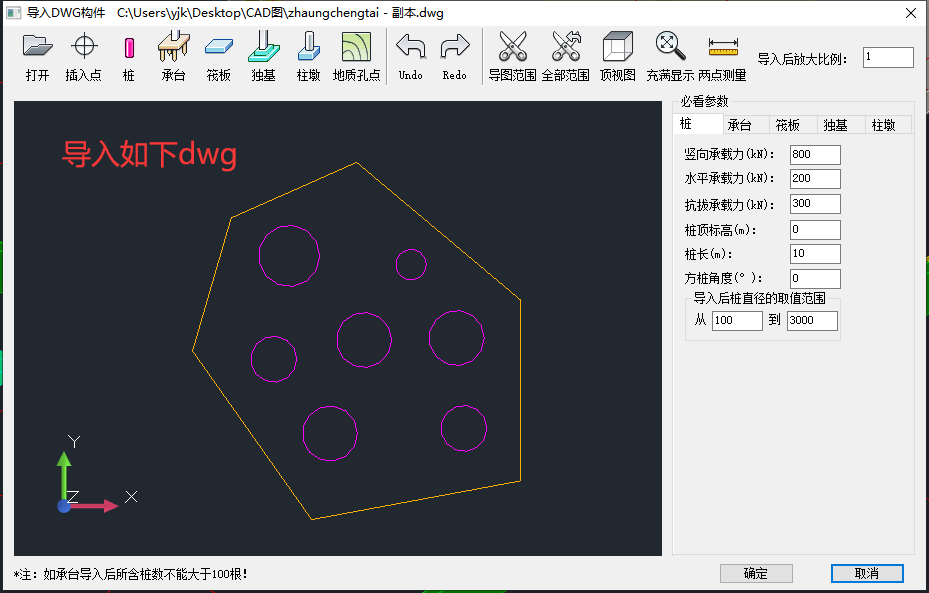 导入DWG构件 C:\Users\yjk\Desktop\CAD图\zhaungchengtai - 副本.dwg
打开 插入点 桩 承台 筏板 独基 桩墩 地质孔点 Undo Redo 导图范围 全部范围 顶视图 充满显示 两点测量 导入后放大比例: 1
必看参数
桩 承台 筏板 独基 桩墩
导入如下dwg
竖向承载力(kN): 800
水平承载力(kN): 200
抗拔承载力(kN): 300
桩顶标高(m): 0
桩长(m): 10
方桩角度(° ): 0
导入后桩直径的取值范围
从 100 到 3000
Y
Z X
*注: 如承台导入后所含桩数不能大于100根!
确定 取消